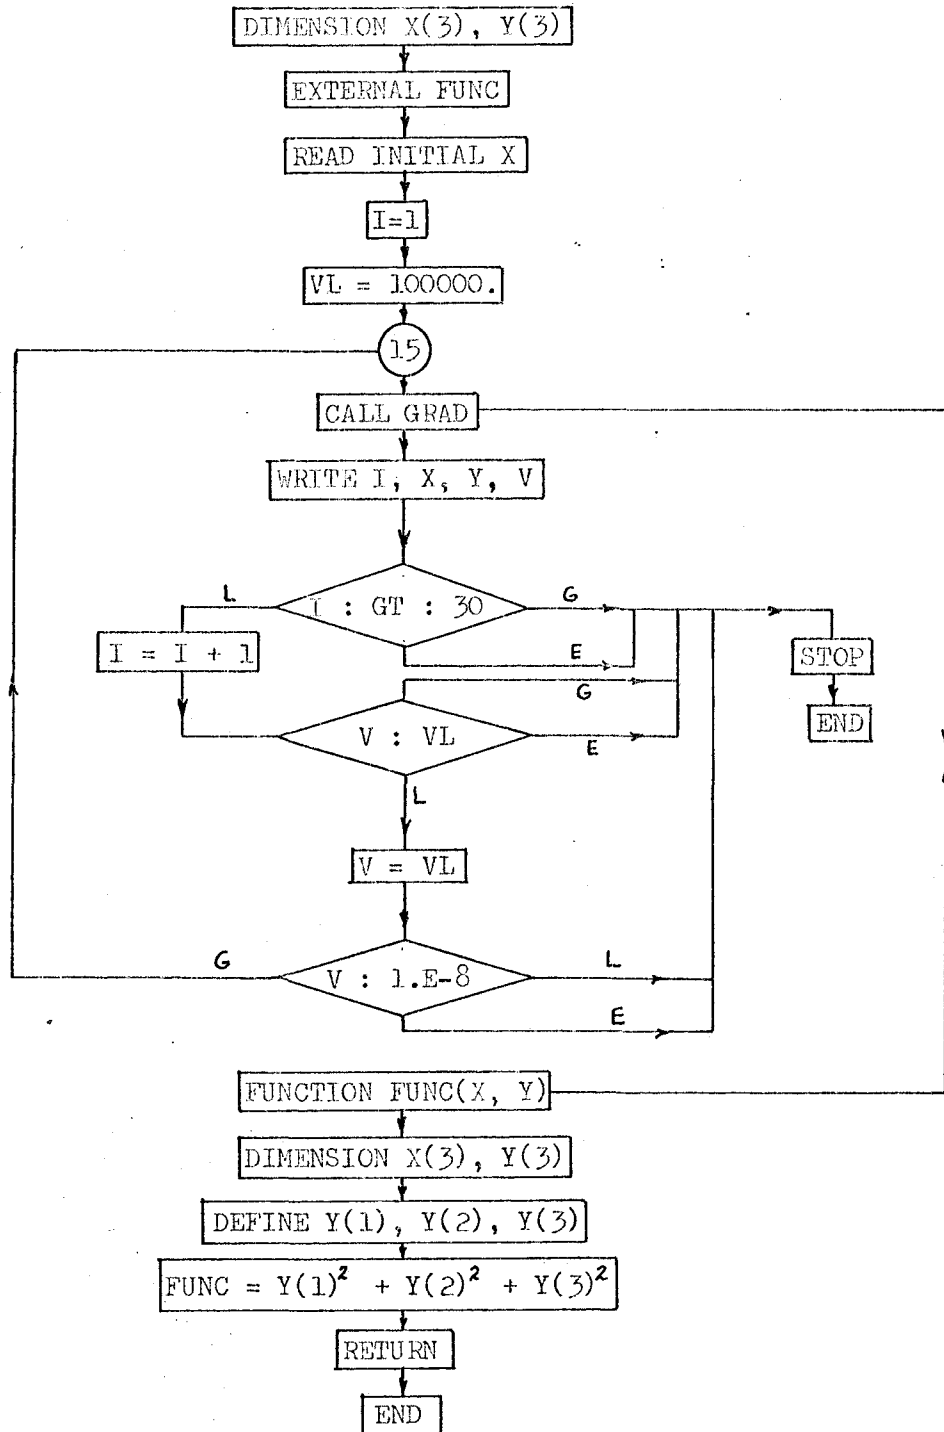 DIMENSION X(3), Y(3)
EXTERNAL FUNC
READ INITIAL X
I=1
VL = 100000.
15
CALL GRAD
WRITE I, X, Y, V
L
I : GT : 30
G
E
I = I + 1
STOP
END
G
V : VL
E
L
V = VL
G
V : 1.E-8
L
E
FUNCTION FUNC(X, Y)
DIMENSION X(3), Y(3)
DEFINE Y(1), Y(2), Y(3)
FUNC = Y(1)² + Y(2)² + Y(3)²
RETURN
END